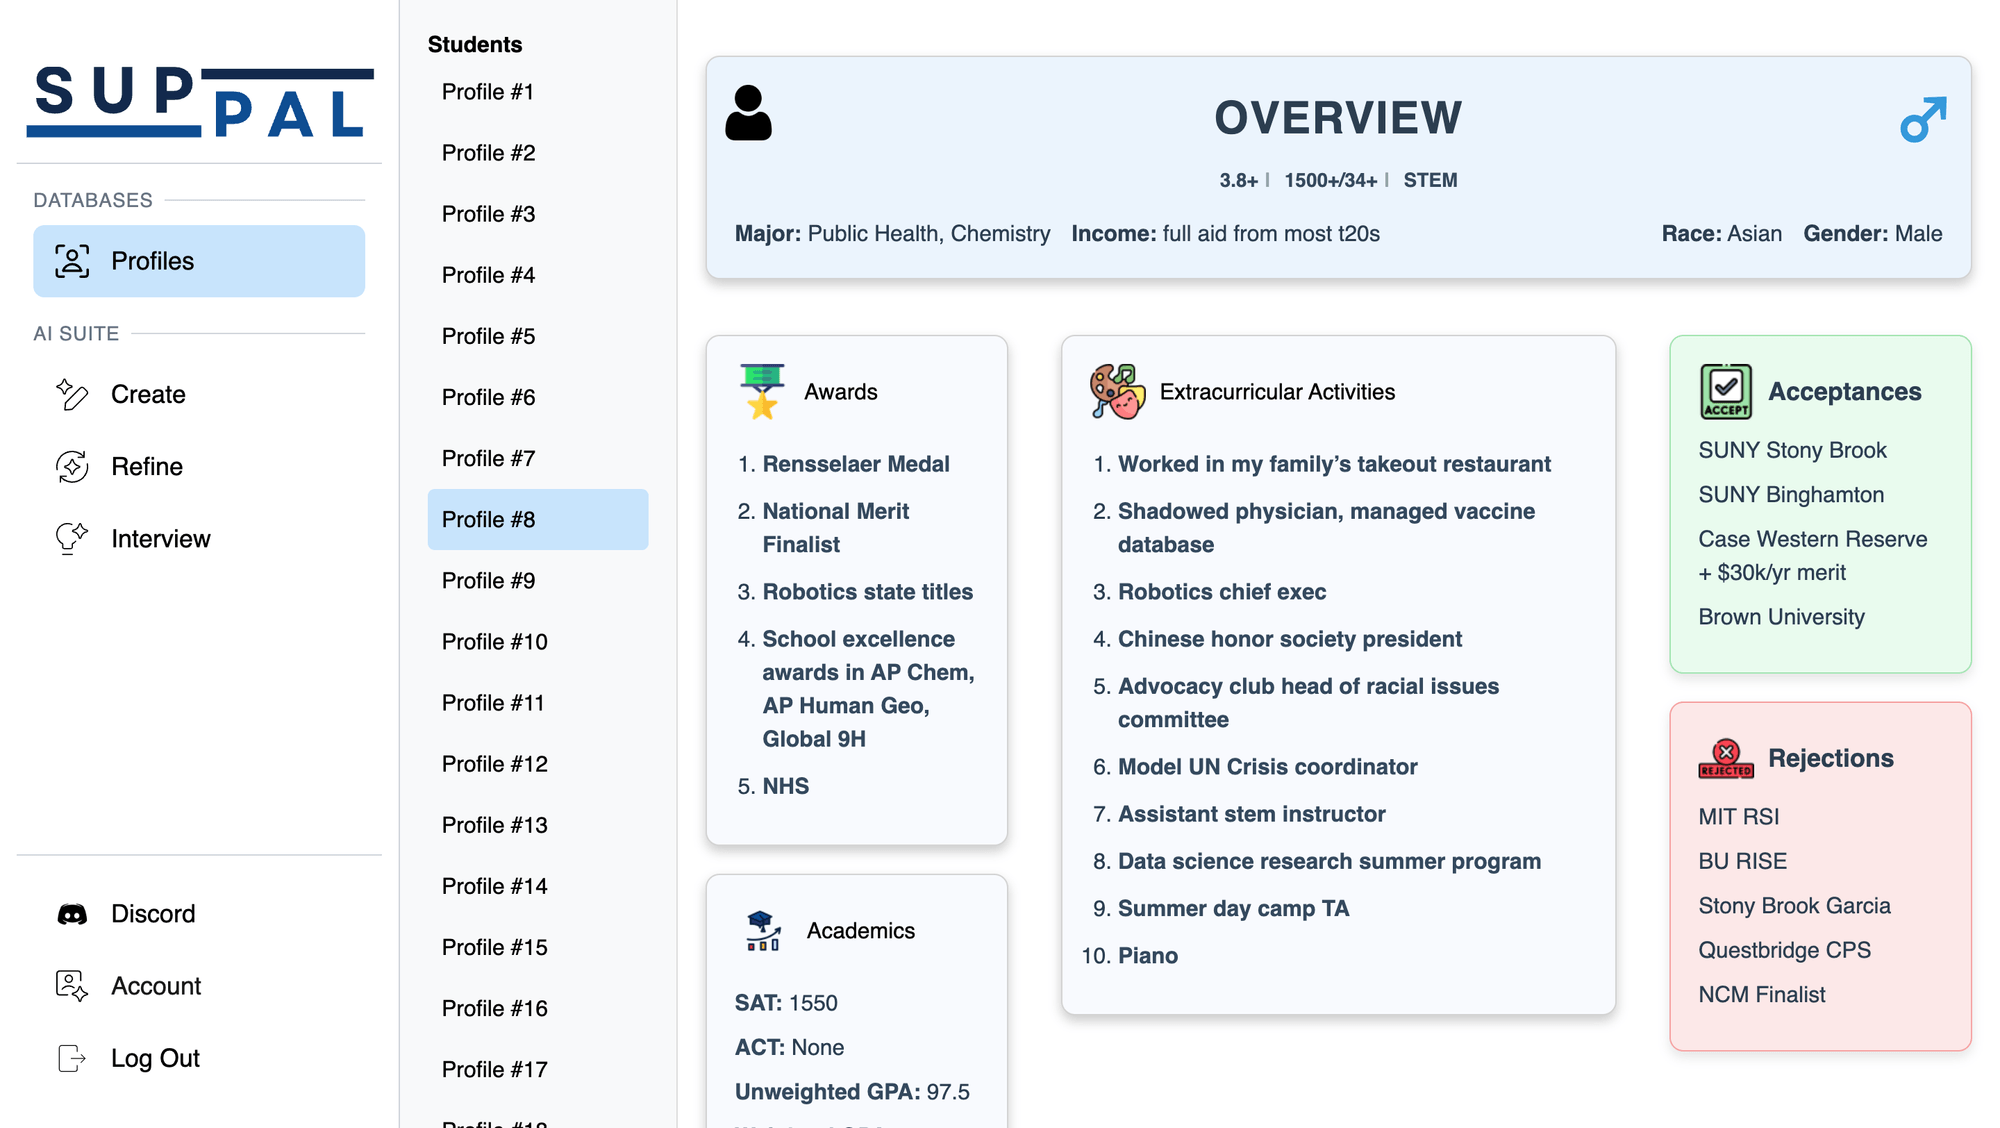 SUP
PAL
DATABASES
Profiles
AI SUITE
Create
Refine
Interview
Discord
Account
Log Out
Students
Profile #1
Profile #2
Profile #3
Profile #4
Profile #5
Profile #6
Profile #7
Profile #8
Profile #9
Profile #10
Profile #11
Profile #12
Profile #13
Profile #14
Profile #15
Profile #16
Profile #17
Profile #18
OVERVIEW
3.8+ | 1500+/34+ | STEM
Major: Public Health, Chemistry Income: full aid from most t20s Race: Asian Gender: Male
Awards
1. Rensselaer Medal
2. National Merit
Finalist
3. Robotics state titles
4. School excellence
awards in AP Chem,
AP Human Geo,
Global 9H
5. NHS
Academics
SAT: 1550
ACT: None
Unweighted GPA: 97.5
Extracurricular Activities
1. Worked in my family’s takeout restaurant
2. Shadowed physician, managed vaccine
database
3. Robotics chief exec
4. Chinese honor society president
5. Advocacy club head of racial issues
committee
6. Model UN Crisis coordinator
7. Assistant stem instructor
8. Data science research summer program
9. Summer day camp TA
10. Piano
ACCEPT
Acceptances
SUNY Stony Brook
SUNY Binghamton
Case Western Reserve
+ $30k/yr merit
Brown University
REJECTED
Rejections
MIT RSI
BU RISE
Stony Brook Garcia
Questbridge CPS
NCM Finalist